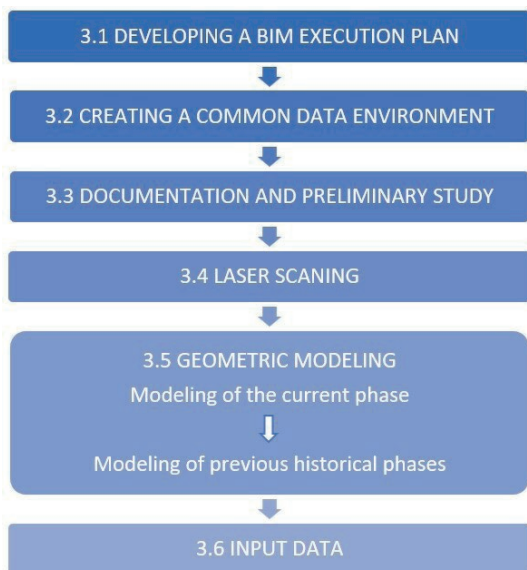 3.1 DEVELOPING A BIM EXECUTION PLAN
3.2 CREATING A COMMON DATA ENVIRONMENT
3.3 DOCUMENTATION AND PRELIMINARY STUDY
3.4 LASER SCANING
3.5 GEOMETRIC MODELING
Modeling of the current phase
Modeling of previous historical phases
3.6 INPUT DATA